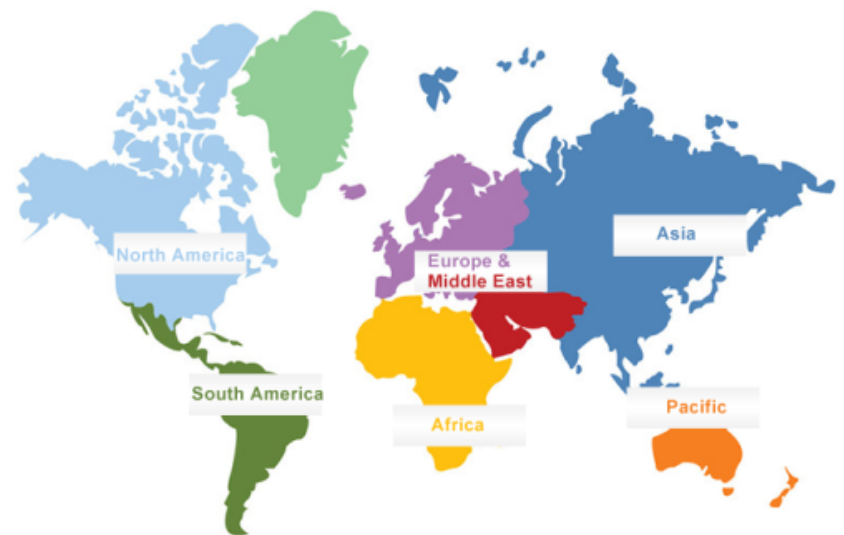 North America
Asia
Europe &
Middle East
South America
Africa
Pacific